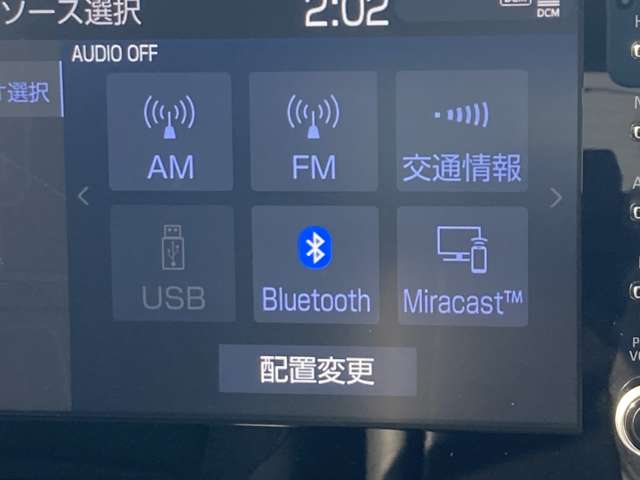 ソース選択
2:02
DCM
AUDIO OFF
選択
AM
FM
交通情報
USB
Bluetooth
Miracast™
配置変更